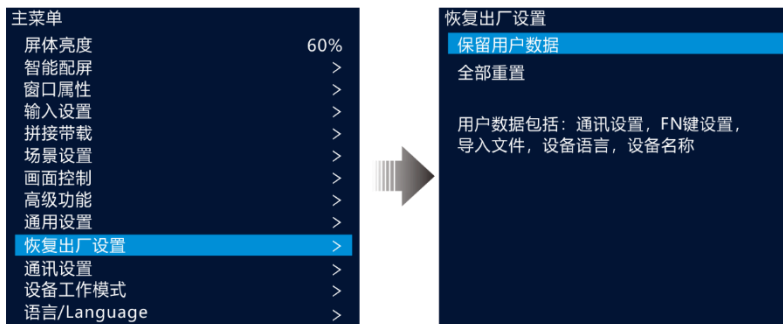 主菜单
屏体亮度 60%
智能配屏 >
窗口属性 >
输入设置 >
拼接带载 >
场景设置 >
画面控制 >
高级功能 >
通用设置 >
恢复出厂设置 >
通讯设置 >
设备工作模式 >
语言/Language >
恢复出厂设置
保留用户数据
全部重置
用户数据包括：通讯设置，FN键设置，
导入文件，设备语言，设备名称